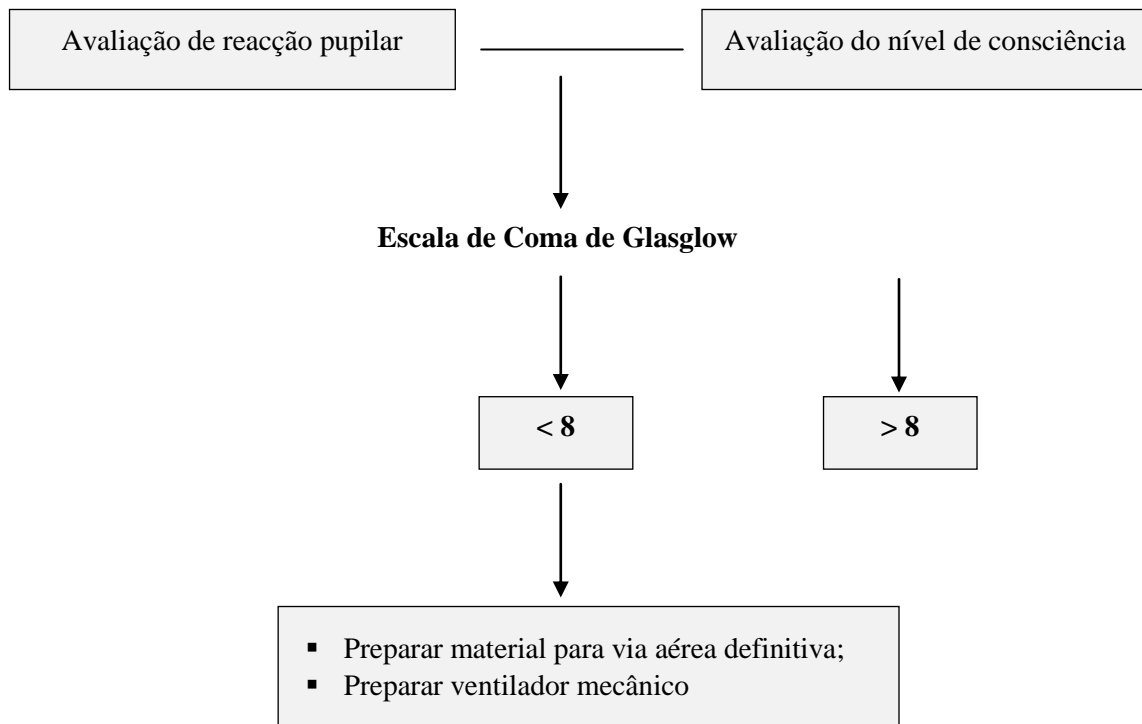 Avaliação de reacção pupilar
Avaliação do nível de consciência
Escala de Coma de Glasglow
< 8
> 8
▪ Preparar material para via aérea definitiva;
▪ Preparar ventilador mecânico